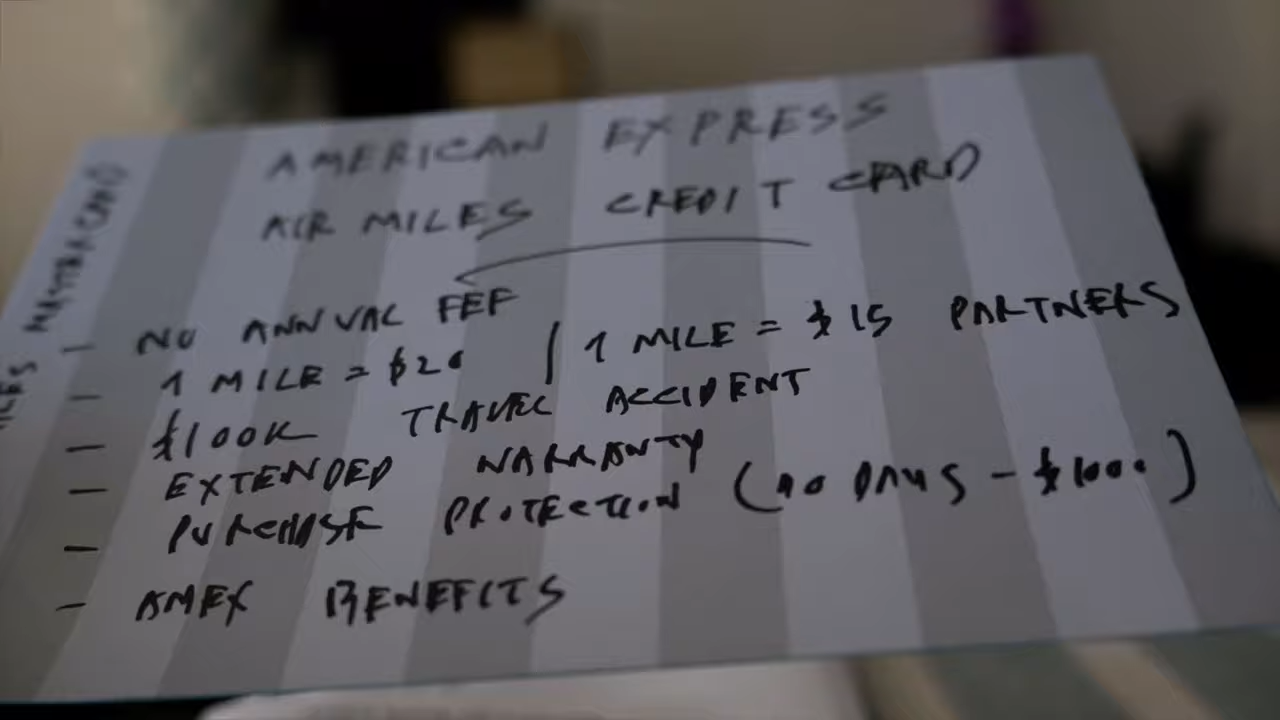 AMERICAN EXPRESS
AIR MILES CREDIT CARD
- NO ANNUAL FEE
- 1 MILE = $20 | 1 MILE = $15 PARTNERS
- $100K TRAVEL ACCIDENT
- EXTENDED WARRANTY
- PURCHASE PROTECTION (90 DAYS - $1000)
- AMEX BENEFITS
MASTERCARD